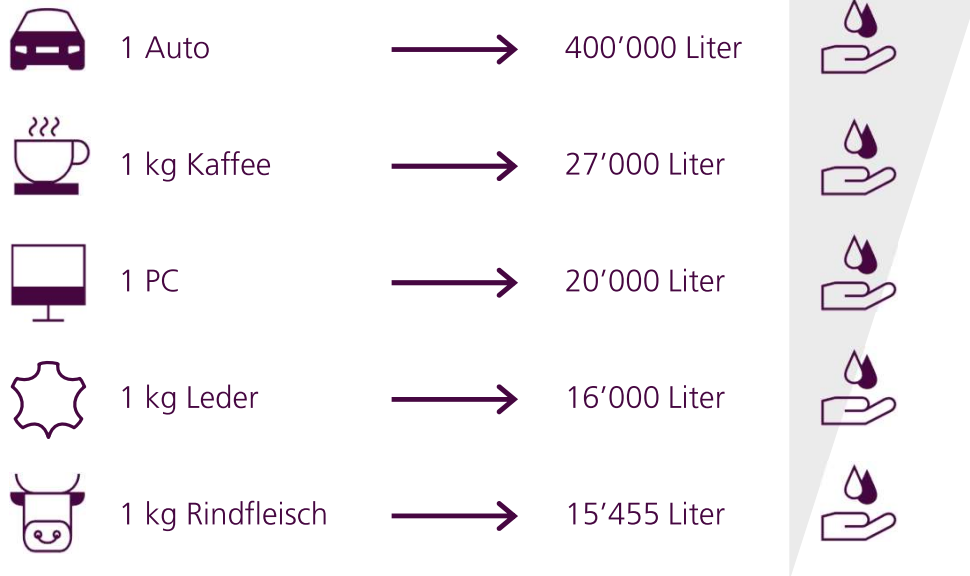 1 Auto 400’000 Liter
1 kg Kaffee 27’000 Liter
1 PC 20’000 Liter
1 kg Leder 16’000 Liter
1 kg Rindfleisch 15’455 Liter